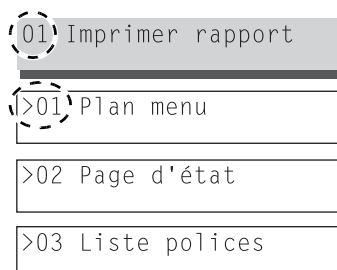 01 Imprimer rapport
>01 Plan menu
>02 Page d'état
>03 Liste polices